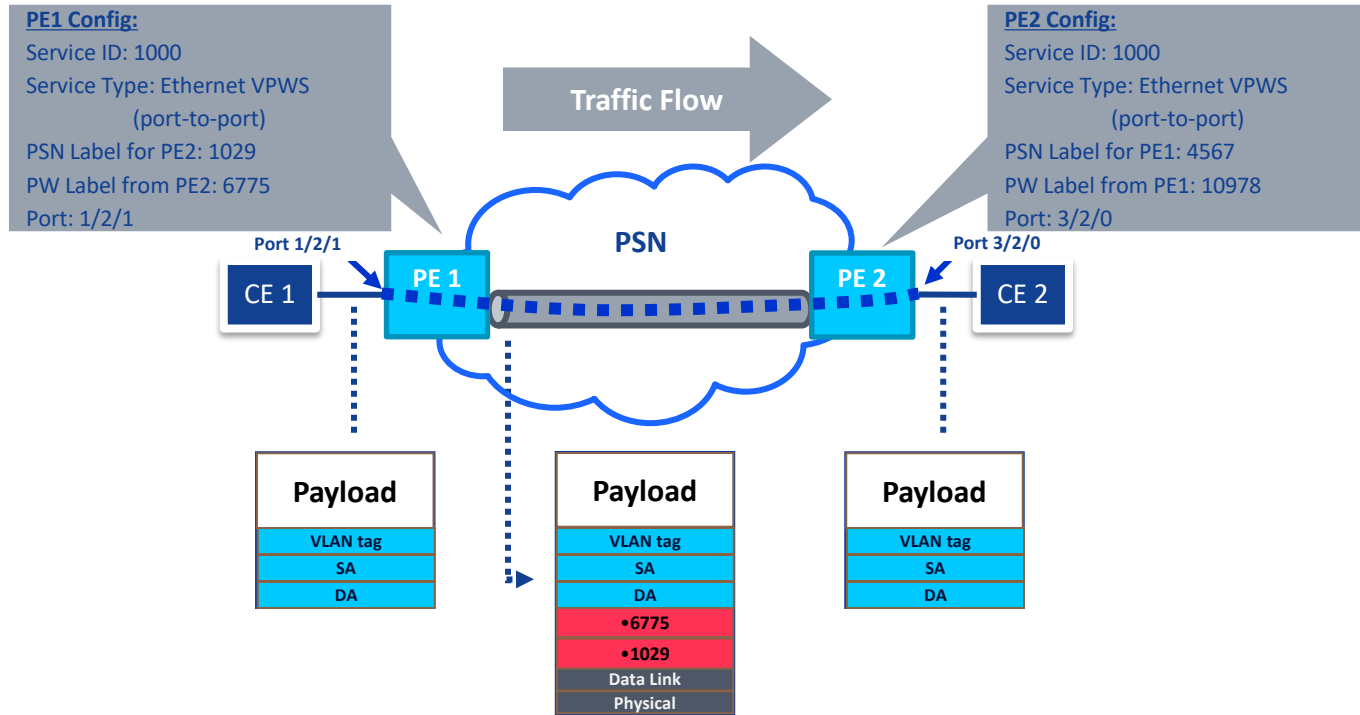 PE1 Config:
Service ID: 1000
Service Type: Ethernet VPWS
(port-to-port)
PSN Label for PE2: 1029
PW Label from PE2: 6775
Port: 1/2/1
Traffic Flow
PE2 Config:
Service ID: 1000
Service Type: Ethernet VPWS
(port-to-port)
PSN Label for PE1: 4567
PW Label from PE1: 10978
Port: 3/2/0
Port 1/2/1
PSN
Port 3/2/0
CE 1
PE 1
PE 2
CE 2
Payload
VLAN tag
SA
DA
Payload
VLAN tag
SA
DA
•6775
•1029
Data Link
Physical
Payload
VLAN tag
SA
DA